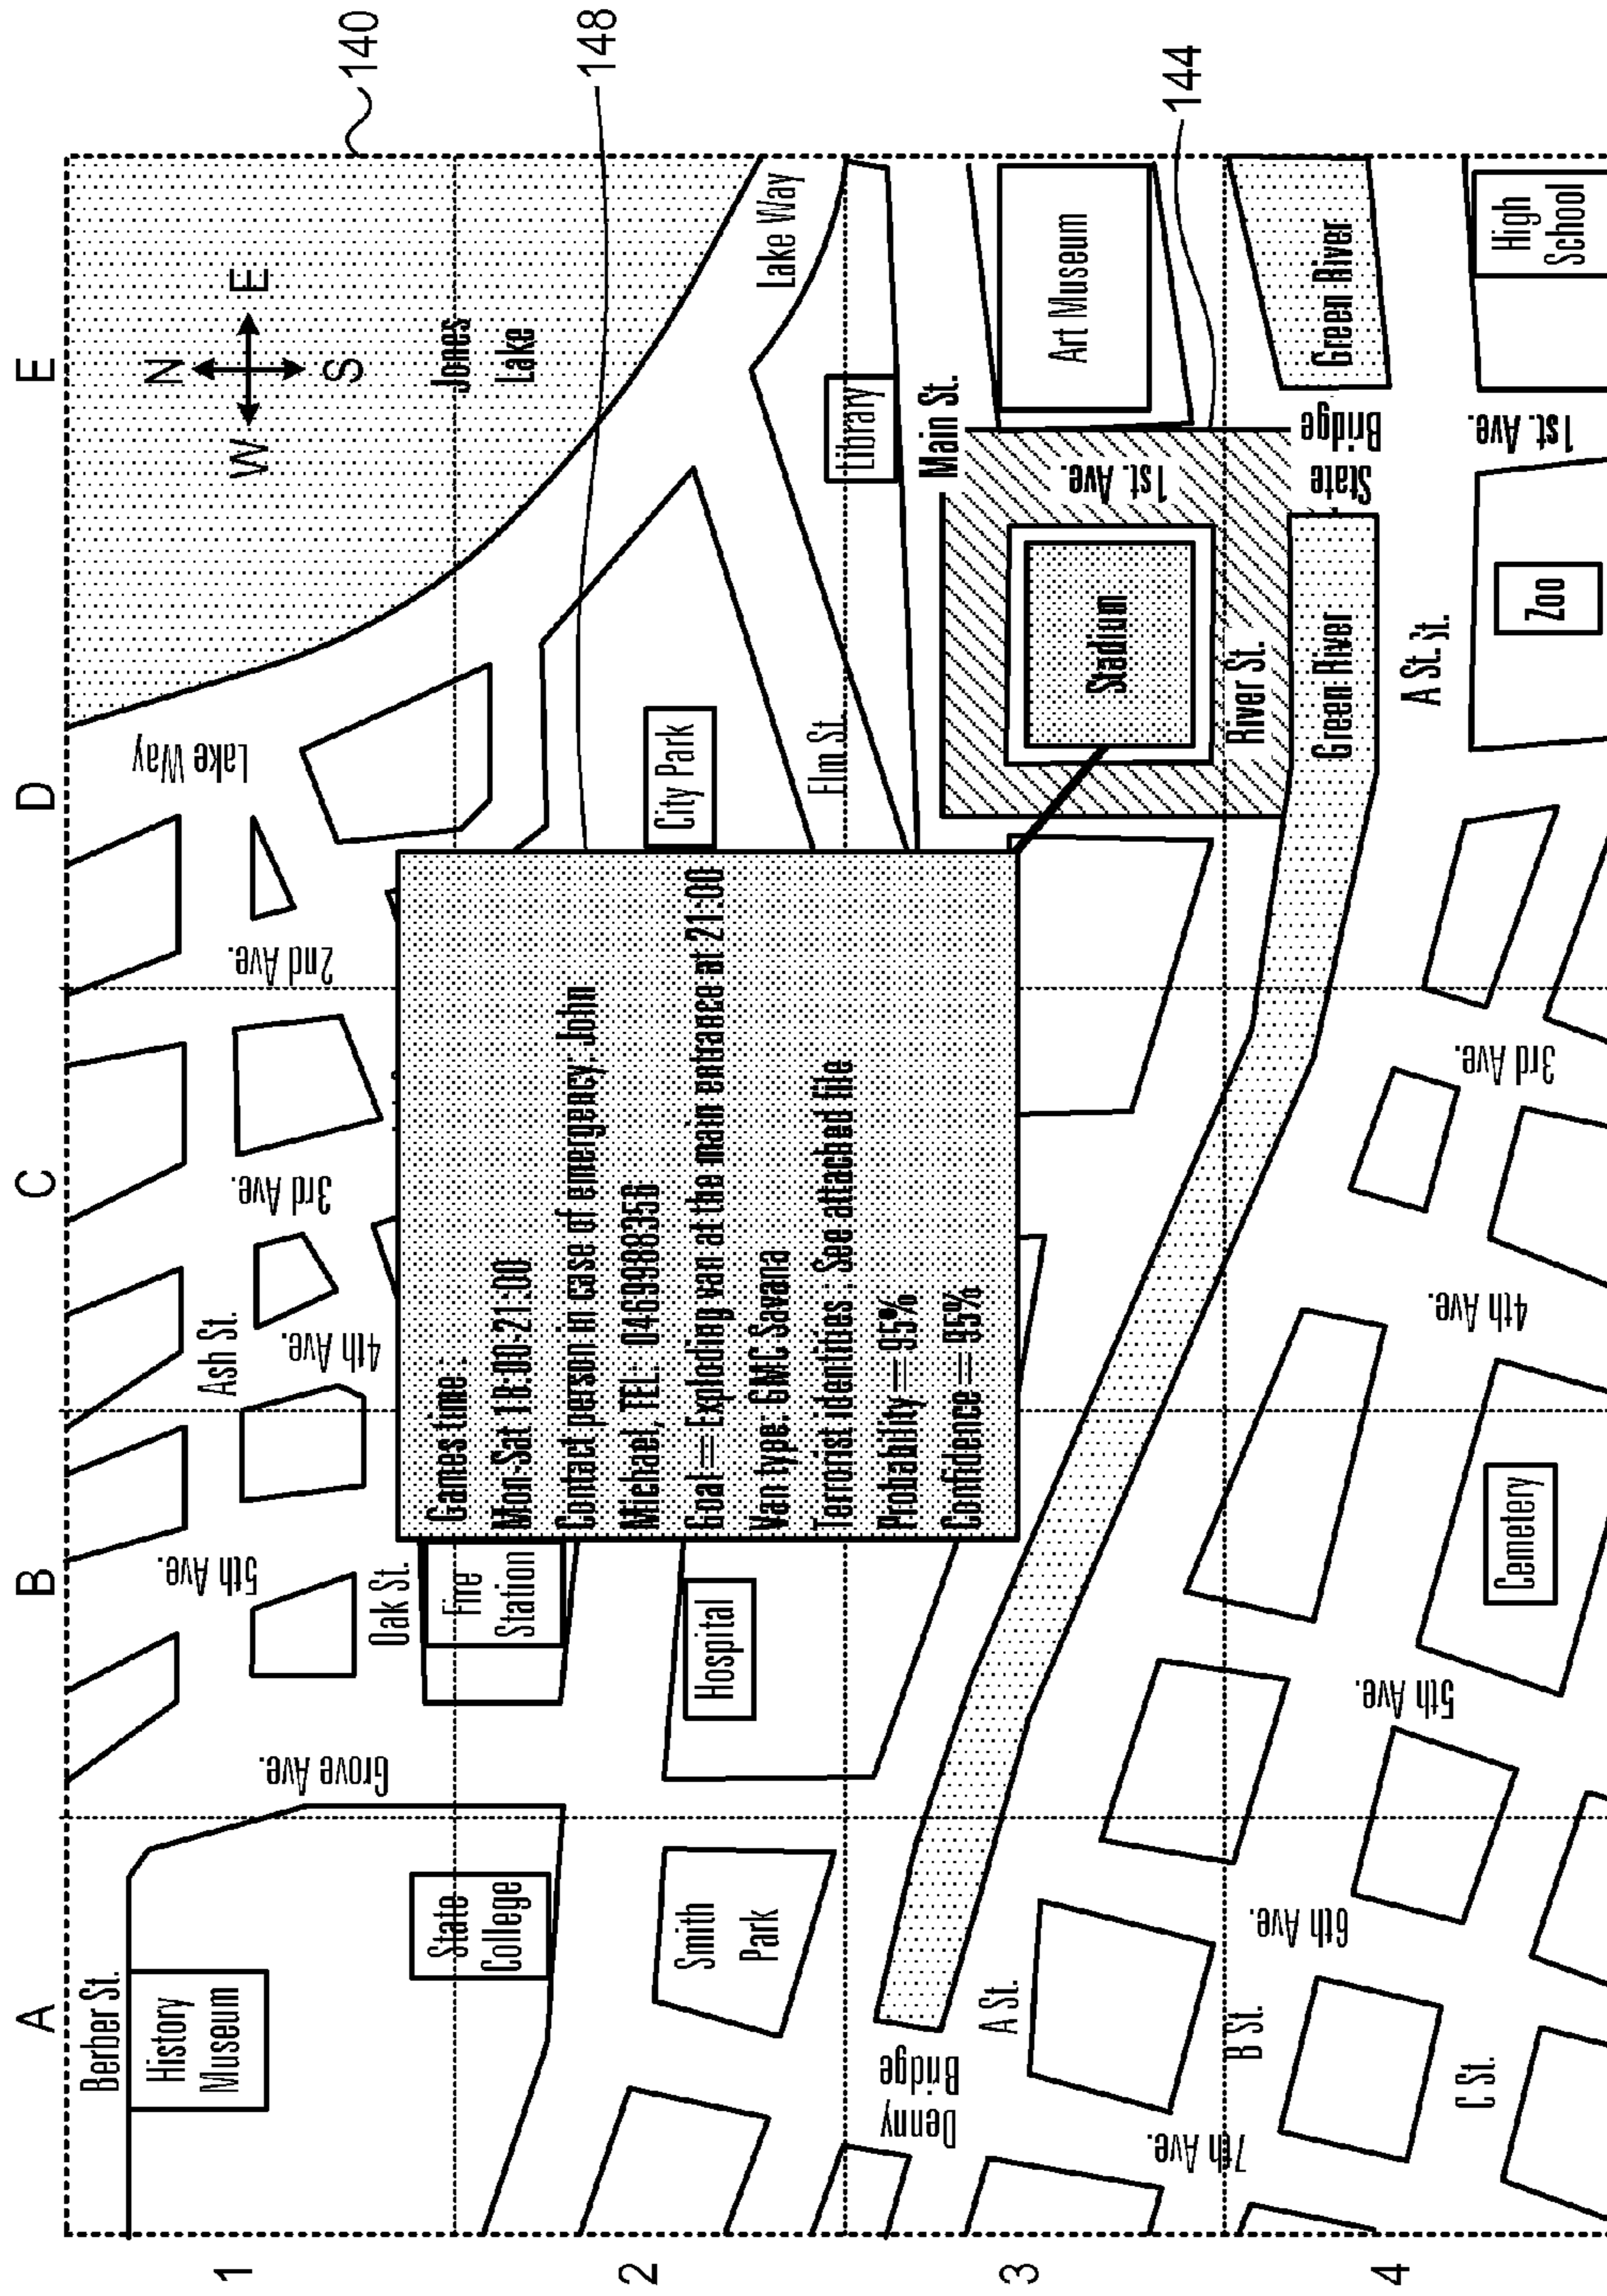 A
B
C
D
E
140
148
144
1
2
3
4
N
W
E
S
Berber St.
History
Museum
State
College
Grove Ave.
5th Ave.
Ash St.
4th Ave.
3rd Ave.
2nd Ave.
Lake Way
Jones
Lake
Oak St.
Fire
Station
Smith
Park
Hospital
City Park
Elm St.
Lake Way
Library
Games time:
Mon-Sat 18:00-21:00
Contact person in case of emergency: John
Michael, TEL: 046998356
Goal = Exploding van at the main entrance at 21:00
Van type: GMC Savana
Terrorist identities : See attached file
Probability = 95%
Confidence = 95%
Main St.
Denny
Bridge
A St.
Stadium
1st. Ave.
Art Museum
River St.
7th Ave.
B St.
6th Ave.
5th Ave.
4th Ave.
3rd Ave.
Green River
State
Bridge
Green River
A St.
1st. Ave.
C St.
Cemetery
Zoo
High
School